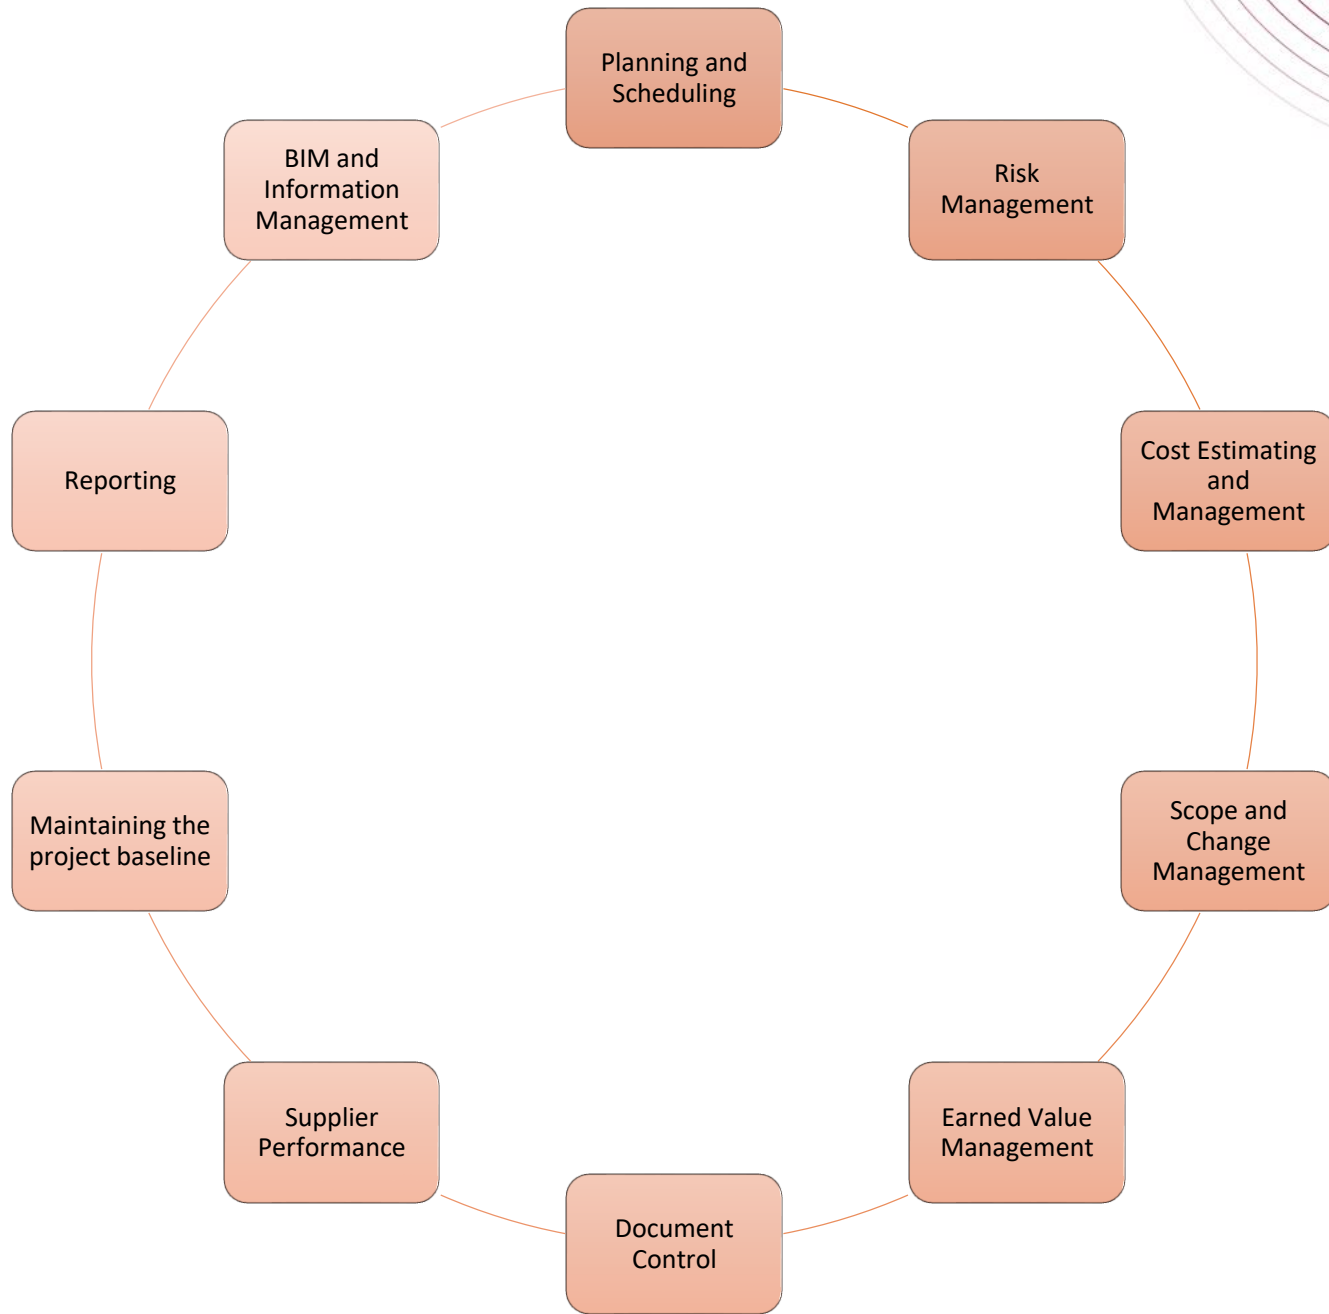 Planning and
Scheduling
Risk
Management
Cost Estimating
and
Management
Scope and
Change
Management
Earned Value
Management
Document
Control
Supplier
Performance
Maintaining the
project baseline
Reporting
BIM and
Information
Management